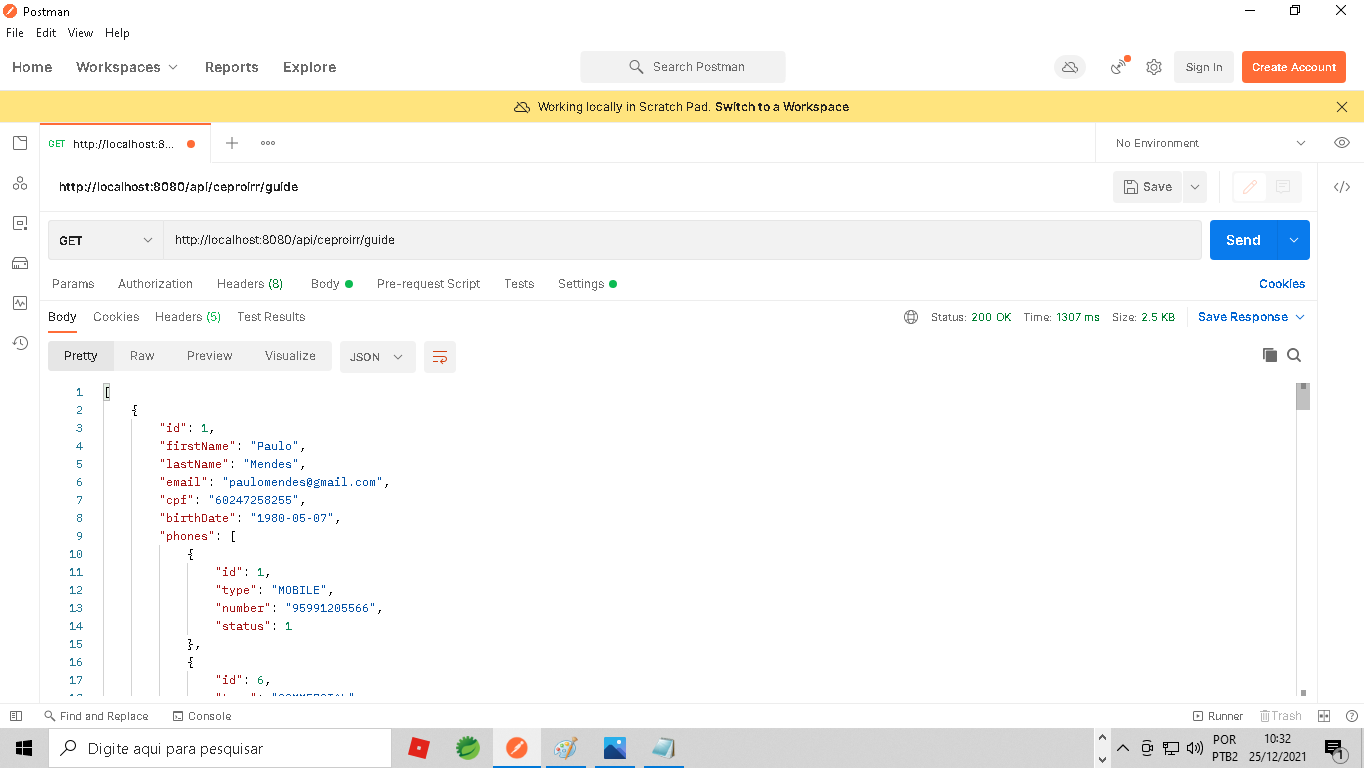 Postman
File Edit View Help
Home Workspaces Reports Explore Search Postman Sign In Create Account
Working locally in Scratch Pad. Switch to a Workspace
GET http://localhost:8... No Environment
http://localhost:8080/api/ceproirr/guide Save
GET http://localhost:8080/api/ceproirr/guide Send
Params Authorization Headers (8) Body Pre-request Script Tests Settings Cookies
Body Cookies Headers (5) Test Results Status: 200 OK Time: 1307 ms Size: 2.5 KB Save Response
Pretty Raw Preview Visualize JSON
1 [
2 {
3 "id": 1,
4 "firstName": "Paulo",
5 "lastName": "Mendes",
6 "email": "paulomendes@gmail.com",
7 "cpf": "60247258255",
8 "birthDate": "1980-05-07",
9 "phones": [
10 {
11 "id": 1,
12 "type": "MOBILE",
13 "number": "95991205566",
14 "status": 1
15 },
16 {
17 "id": 6,
Find and Replace Console Runner Trash
Digite aqui para pesquisar POR 10:32
PTB2 25/12/2021 1